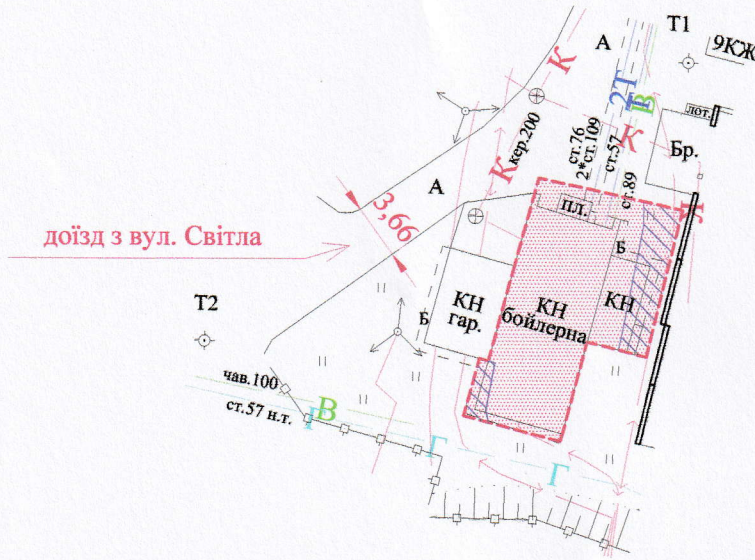 Т1
А
9КЖ
К
2Т
В
лот.
кер.200
ст.76
2*ст.109
ст.57
ст.89
К
К
Бр.
А
3,66
пл.
доїзд з вул. Світла
Б
Т2
КН
гар.
КН
бойлерна
КН
Б
чав.100
ст.57 н.т.
В
Г
Г
Г